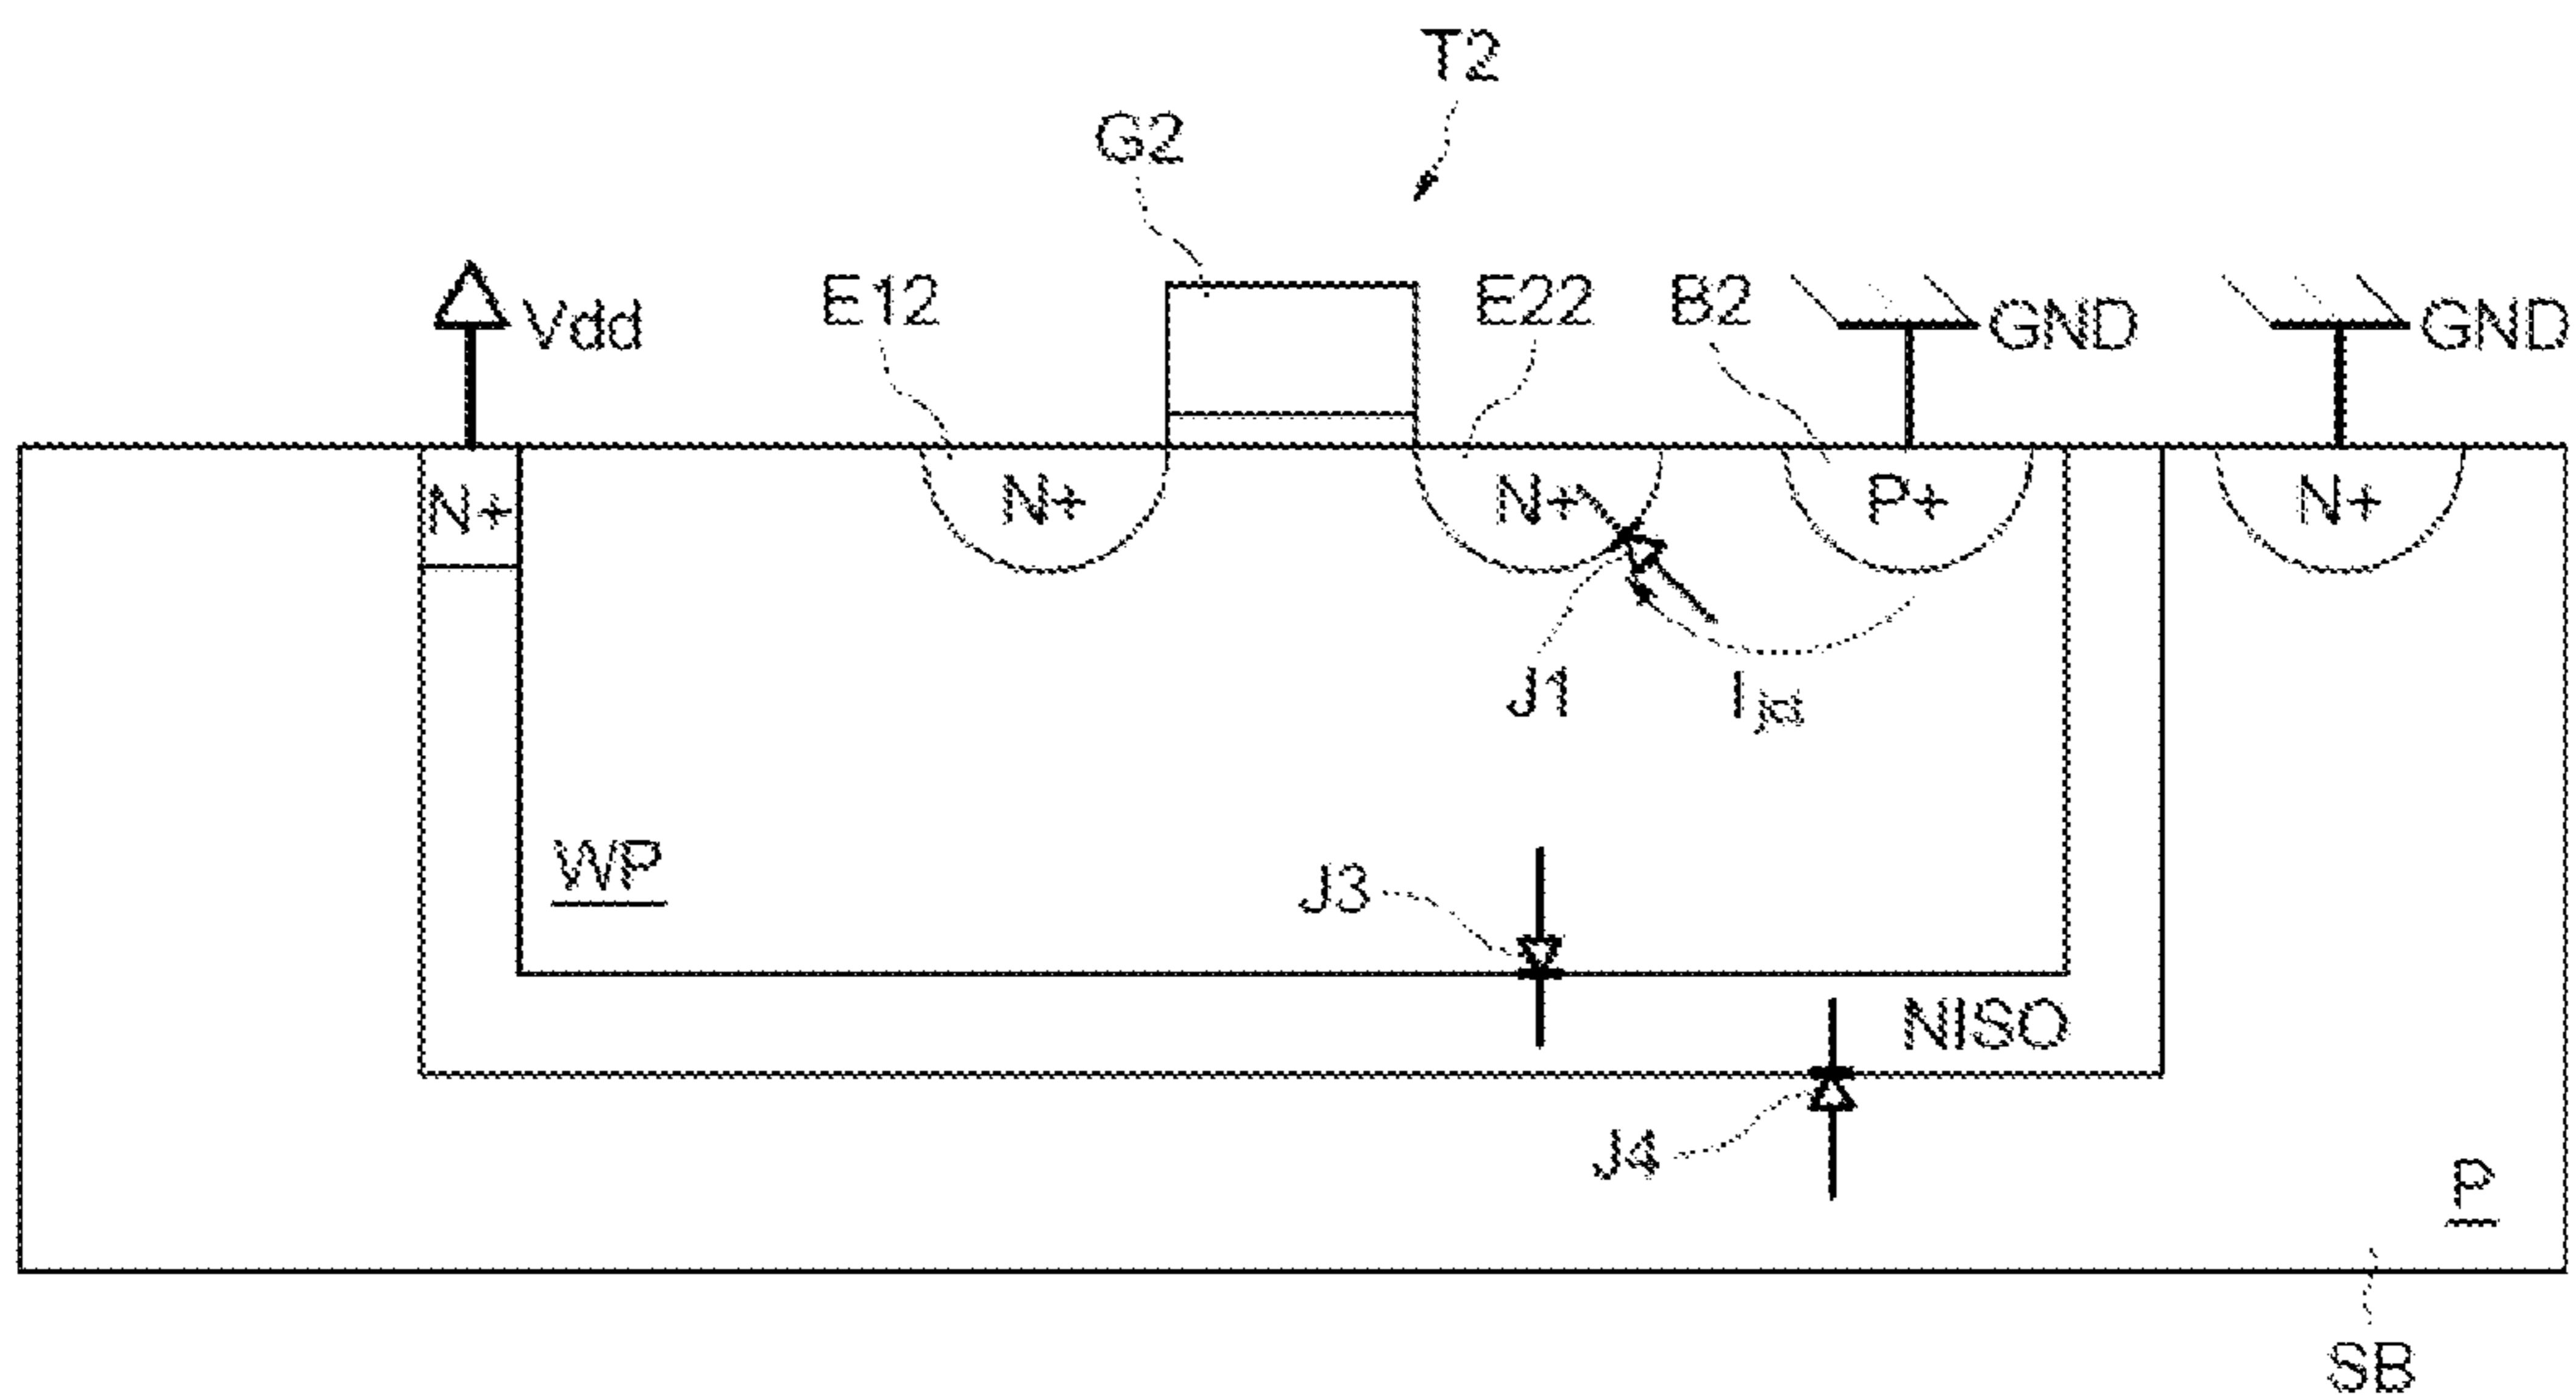 T2
G2
Vdd
E12
E22
B2
GND
GND
N+
N+
N+
P+
N+
J1
WP
J3
NISO
J4
P
SB